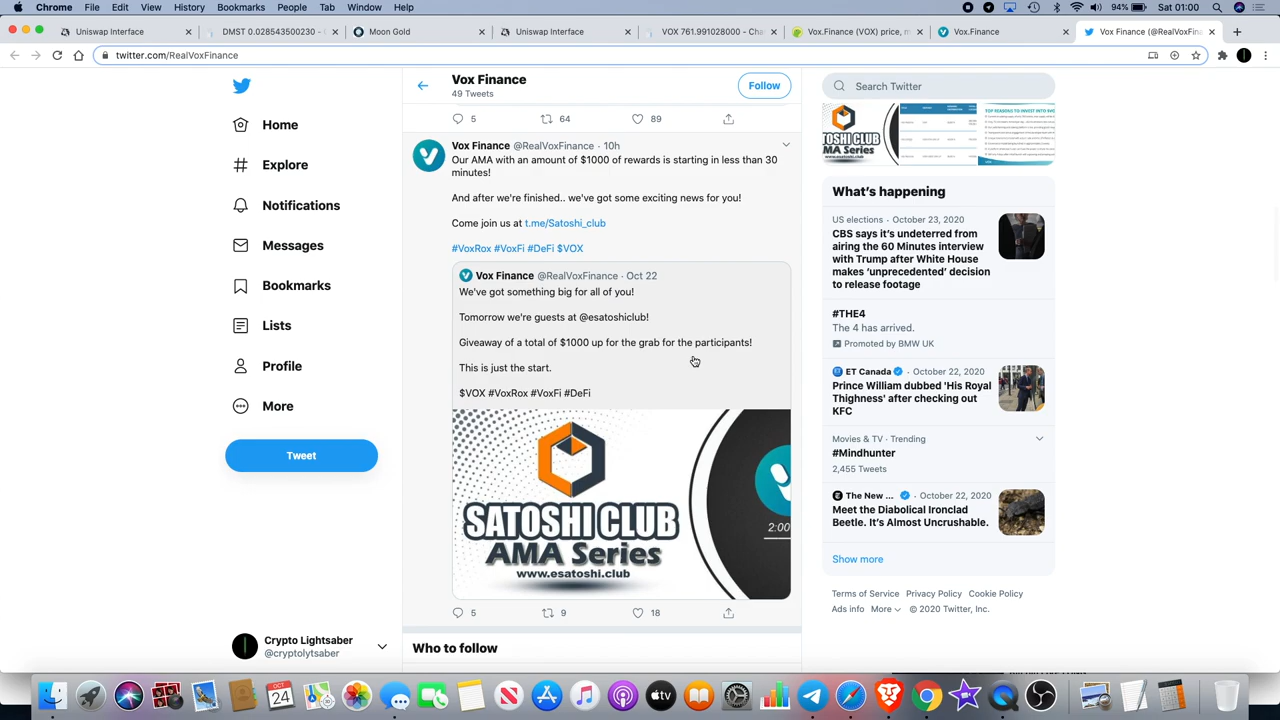 Chrome File Edit View History Bookmarks People Tab Window Help
94% Sat 01:00
Uniswap Interface
DMST 0.028543500230 - C
Moon Gold
Uniswap Interface
VOX 761.991028000 - Cha
Vox.Finance (VOX) price, m
Vox.Finance
Vox Finance (@RealVoxFinan
twitter.com/RealVoxFinance
Home
Explore
Notifications
Messages
Bookmarks
Lists
Profile
More
Tweet
Crypto Lightsaber
@cryptolytsaber
Vox Finance
49 Tweets
Follow
89
Vox Finance @RealVoxFinance · 10h
Our AMA with an amount of $1000 of rewards is starting in less than 30
minutes!
And after we're finished.. we've got some exciting news for you!
Come join us at t.me/Satoshi_club
#VoxRox #VoxFi #DeFi $VOX
Vox Finance @RealVoxFinance · Oct 22
We've got something big for all of you!
Tomorrow we're guests at @esatoshiclub!
Giveaway of a total of $1000 up for the grab for the participants!
This is just the start.
$VOX #VoxRox #VoxFi #DeFi
SATOSHI CLUB
AMA Series
www.esatoshi.club
2:00
5 9 18
Who to follow
Search Twitter
OSHI CLUB
MA Series
What's happening
US elections · October 23, 2020
CBS says it's undeterred from
airing the 60 Minutes interview
with Trump after White House
makes 'unprecedented' decision
to release footage
#THE4
The 4 has arrived.
Promoted by BMW UK
ET Canada · October 22, 2020
Prince William dubbed 'His Royal
Thighness' after checking out
KFC
Movies & TV · Trending
#Mindhunter
2,455 Tweets
The New ... · October 22, 2020
Meet the Diabolical Ironclad
Beetle. It's Almost Uncrushable.
Show more
Terms of Service Privacy Policy Cookie Policy
Ads info More © 2020 Twitter, Inc.
OCT
24
tv